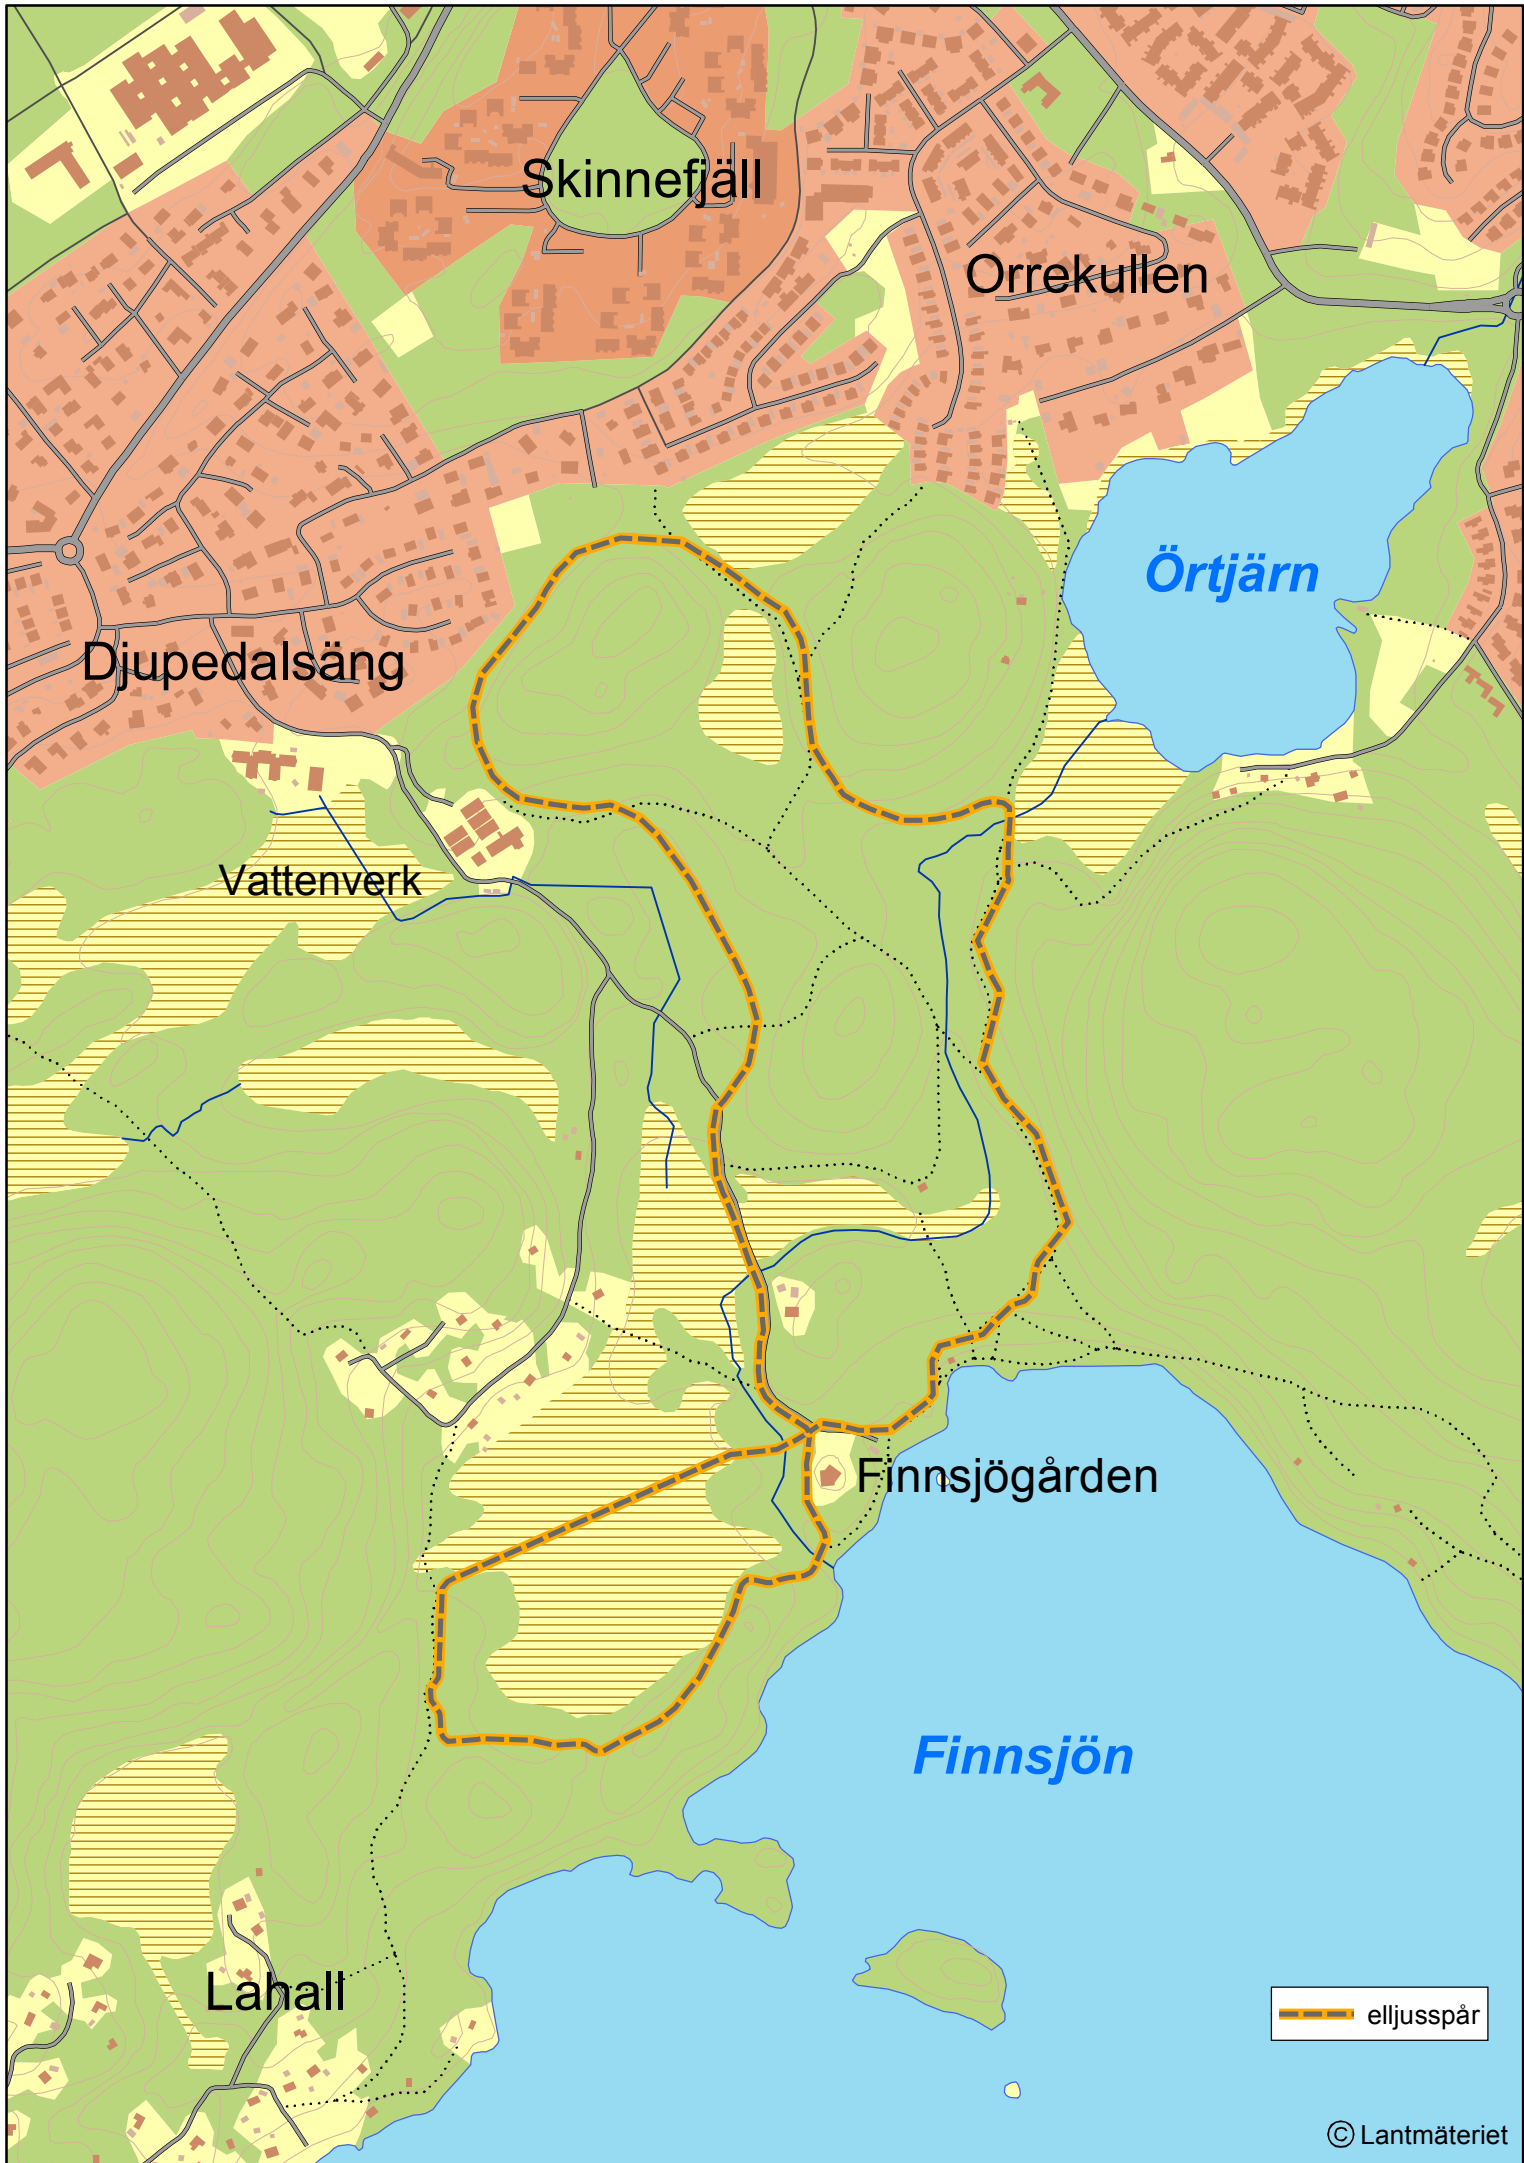 Skinnefjäll
Orrekullen
Örtjärn
Djupedalsäng
Vattenverk
Finnsjögården
Finnsjön
Lahall
elljusspår
© Lantmäteriet